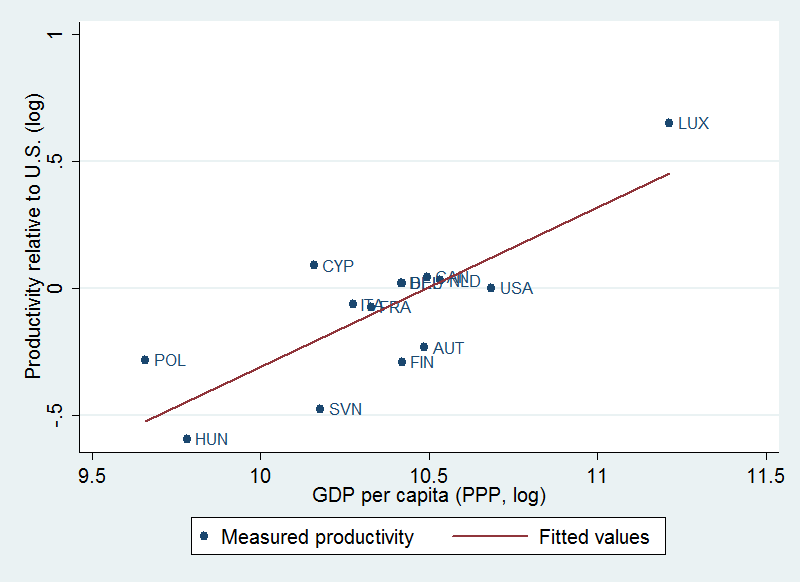 Productivity relative to U.S. (log)
1
.5
0
-.5
LUX
CYP
CAN
NLD
USA
ITA
FRA
AUT
FIN
POL
SVN
HUN
9.5 10 10.5 11 11.5
GDP per capita (PPP, log)
Measured productivity Fitted values